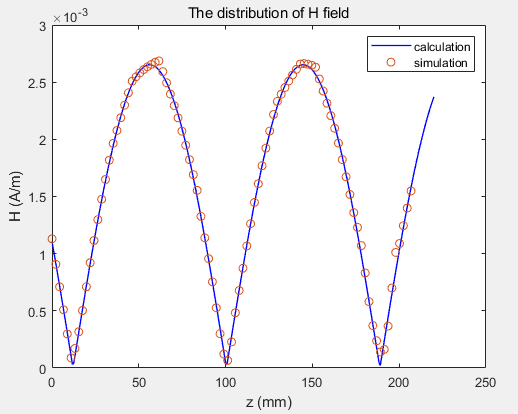 The distribution of H field
×10⁻³
3
2.5
2
1.5
1
0.5
0
H (A/m)
calculation
simulation
0 50 100 150 200 250
z (mm)